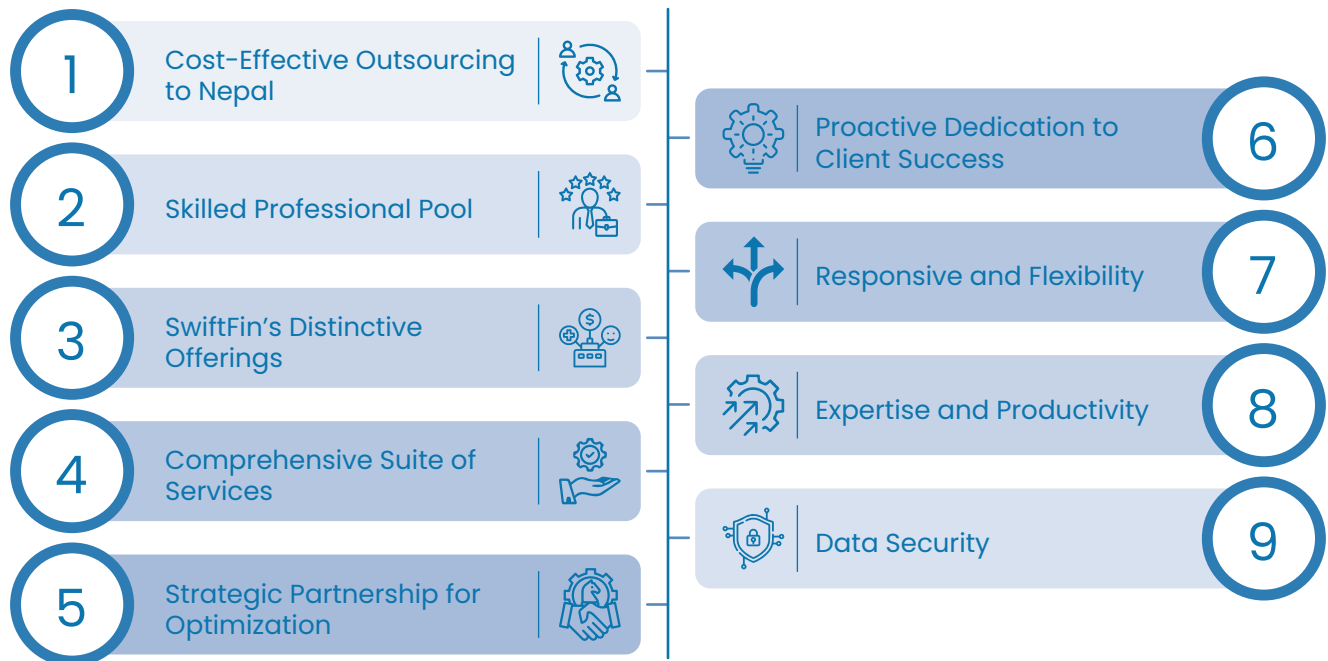 1
Cost-Effective Outsourcing
to Nepal
2
Skilled Professional Pool
3
SwiftFin’s Distinctive
Offerings
$
4
Comprehensive Suite of
Services
5
Strategic Partnership for
Optimization
Proactive Dedication to
Client Success
6
Responsive and Flexibility
7
Expertise and Productivity
8
Data Security
9